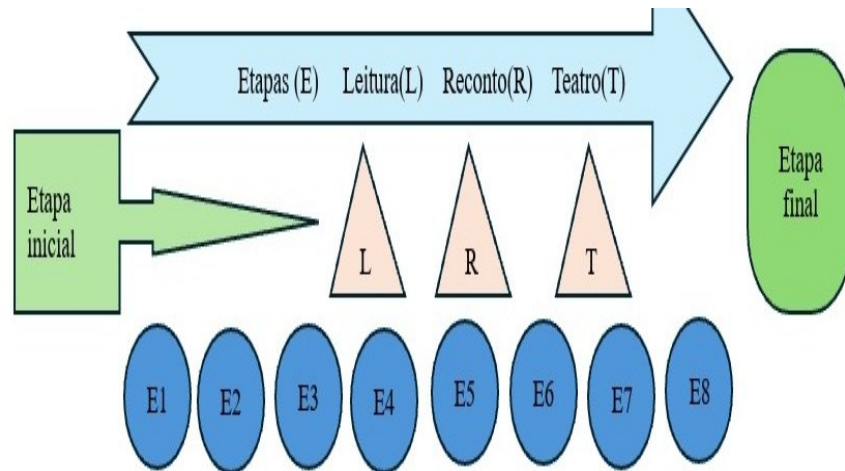 Etapas (E) Leitura(L) Reconto(R) Teatro(T)
Etapa
inicial
Etapa
final
L R T
E1 E2 E3 E4 E5 E6 E7 E8